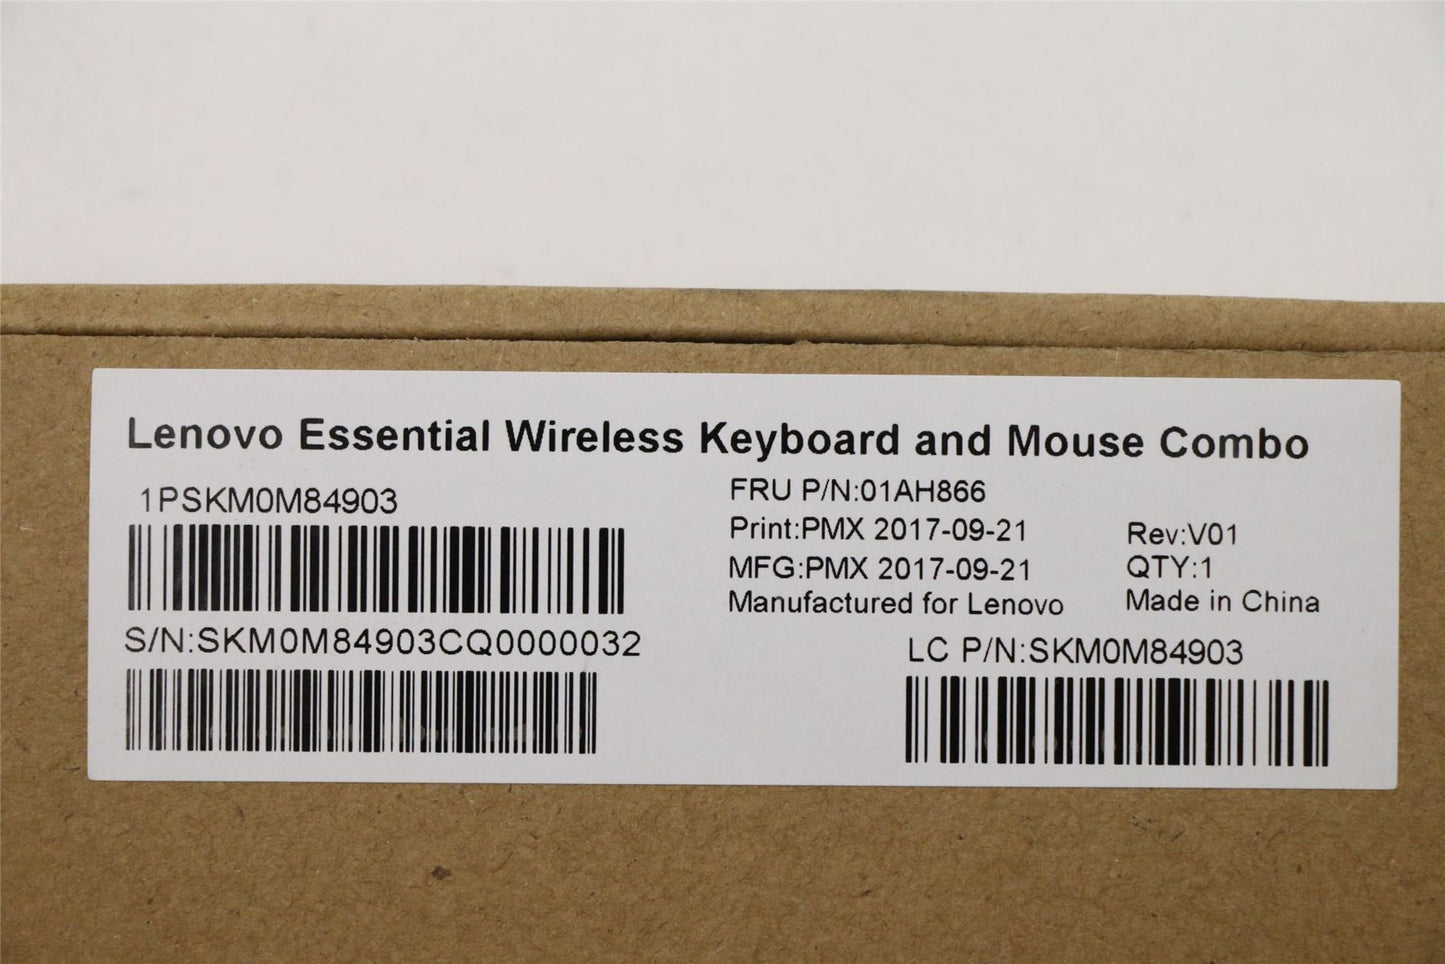 Lenovo Essential Wireless Keyboard and Mouse Combo
1PSKM0M84903
S/N:SKM0M84903CQ0000032
FRU P/N:01AH866
Print:PMX 2017-09-21
MFG:PMX 2017-09-21
Manufactured for Lenovo
Rev:V01
QTY:1
Made in China
LC P/N:SKM0M84903